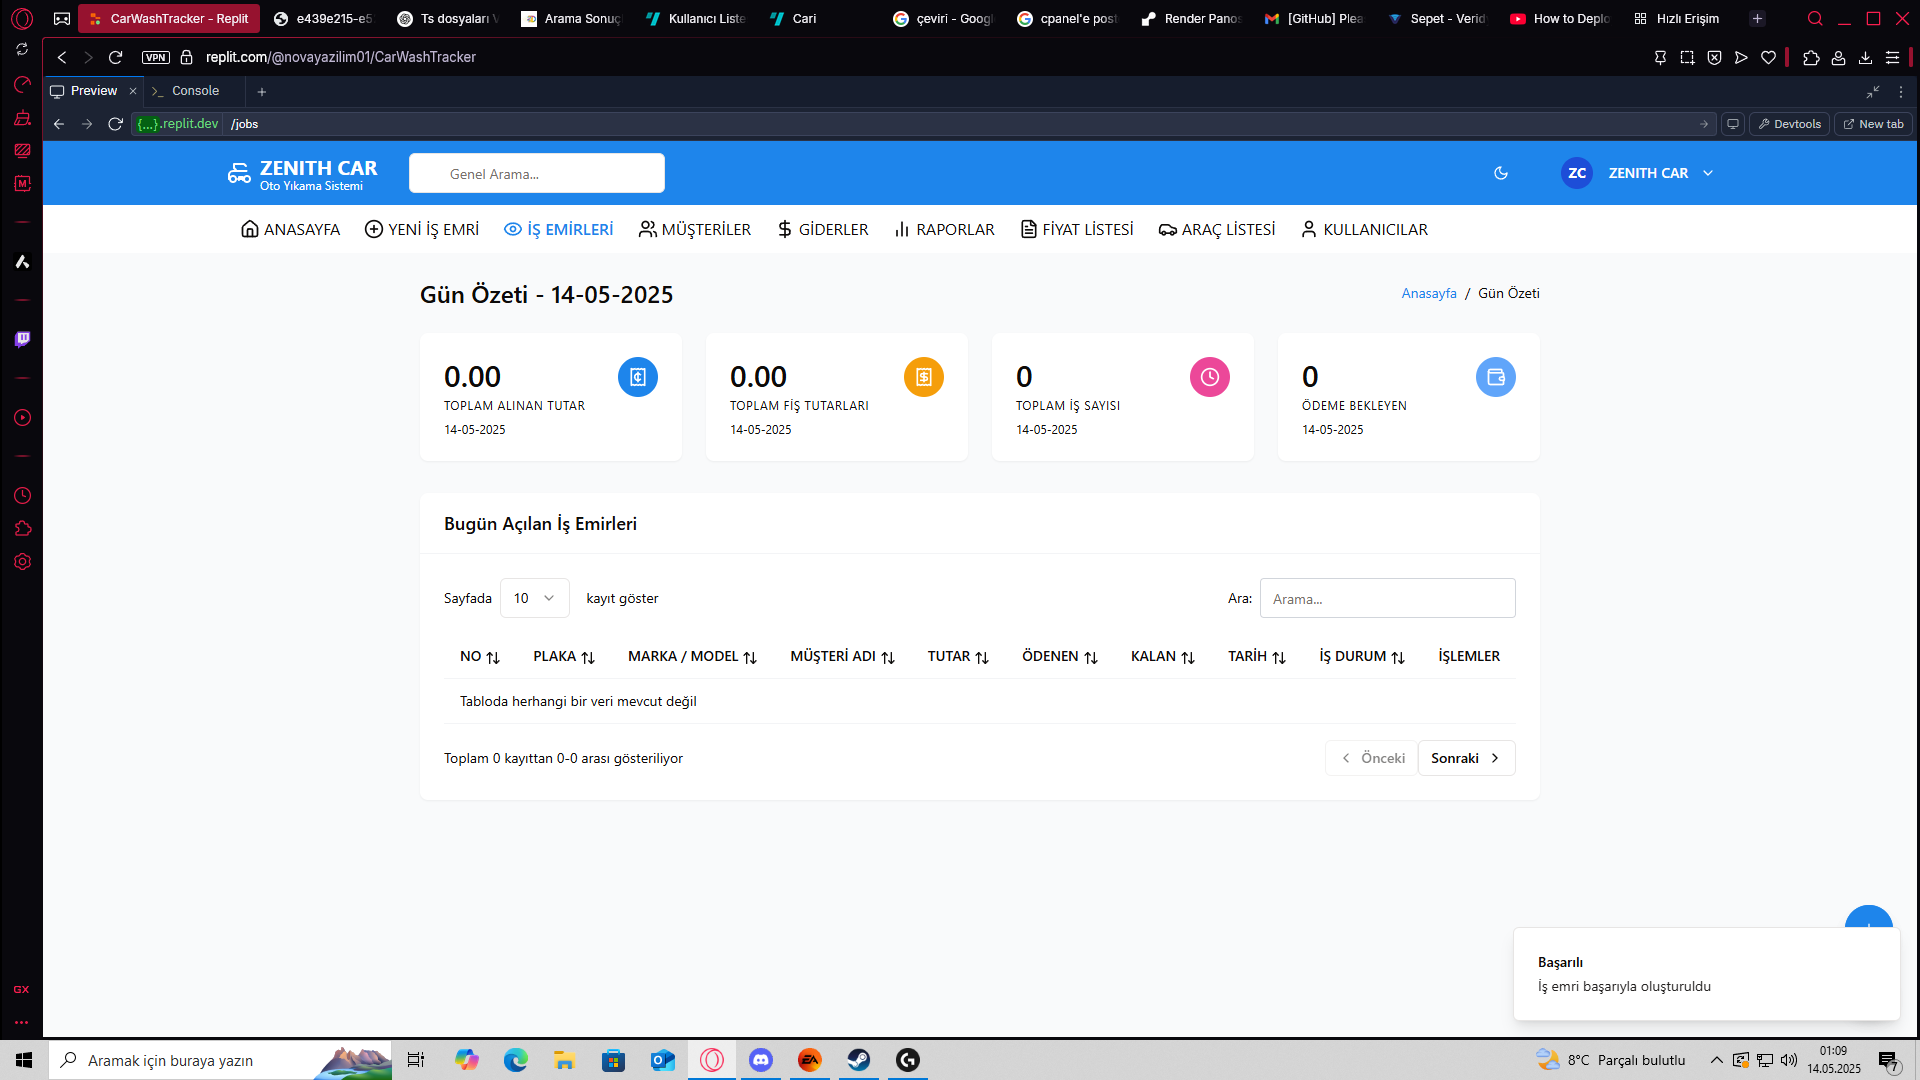 CarWashTracker - Replit
e439e215-e5
Ts dosyaları
Arama Sonuç
Kullanıcı Liste
Cari
çeviri - Googl
cpanel'e post
Render Panos
[GitHub] Plea
Sepet - Verid
How to Deplo
Hızlı Erişim
VPN
replit.com/@novayazilim01/CarWashTracker
Preview
Console
{...}.replit.dev
/jobs
Devtools
New tab
ZENITH CAR
Oto Yıkama Sistemi
Genel Arama...
ZC
ZENITH CAR
ANASAYFA
YENİ İŞ EMRİ
İŞ EMİRLERİ
MÜŞTERİLER
GİDERLER
RAPORLAR
FİYAT LİSTESİ
ARAÇ LİSTESİ
KULLANICILAR
Gün Özeti - 14-05-2025
Anasayfa / Gün Özeti
0.00
TOPLAM ALINAN TUTAR
14-05-2025
0.00
TOPLAM FİŞ TUTARLARI
14-05-2025
0
TOPLAM İŞ SAYISI
14-05-2025
0
ÖDEME BEKLEYEN
14-05-2025
Bugün Açılan İş Emirleri
Sayfada 10 kayıt göster
Ara: Arama...
NO PLAKA MARKA / MODEL MÜŞTERİ ADI TUTAR ÖDENEN KALAN TARİH İŞ DURUM İŞLEMLER
Tabloda herhangi bir veri mevcut değil
Toplam 0 kayıttan 0-0 arası gösteriliyor
Önceki
Sonraki
Başarılı
İş emri başarıyla oluşturuldu
GX
Aramak için buraya yazın
8°C Parçalı bulutlu
01:09
14.05.2025
7